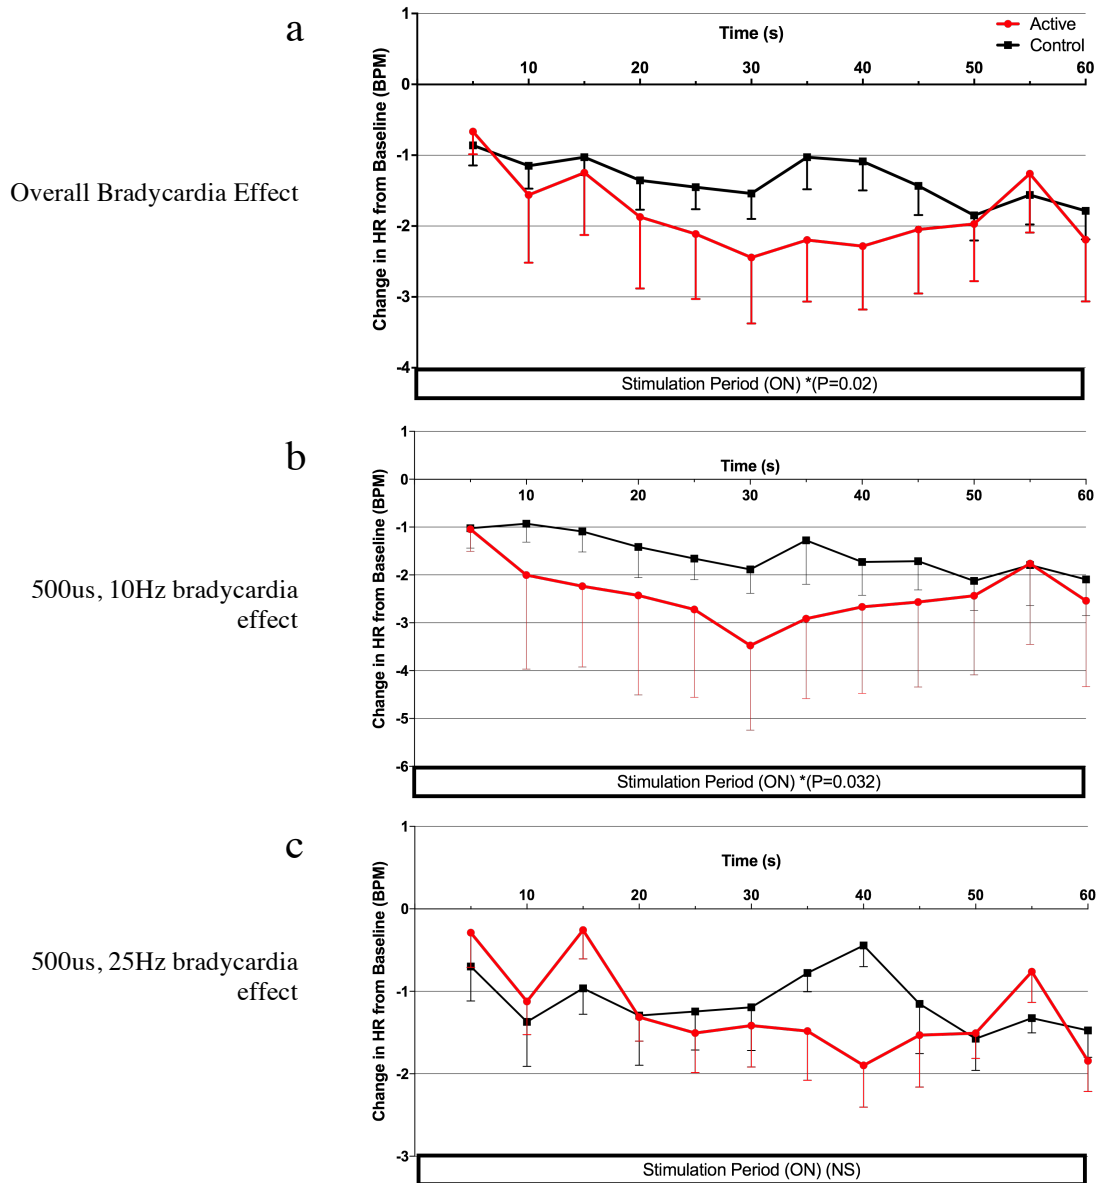 a
Overall Bradycardia Effect
Change in HR from Baseline (BPM)
Time (s)
Active
Control
10 20 30 40 50 60
1
0
-1
-2
-3
-4
Stimulation Period (ON) *(P=0.02)
b
500us, 10Hz bradycardia
effect
Change in HR from Baseline (BPM)
Time (s)
10 20 30 40 50 60
1
0
-1
-2
-3
-4
-5
-6
Stimulation Period (ON) *(P=0.032)
c
500us, 25Hz bradycardia
effect
Change in HR from Baseline (BPM)
Time (s)
10 20 30 40 50 60
1
0
-1
-2
-3
Stimulation Period (ON) (NS)